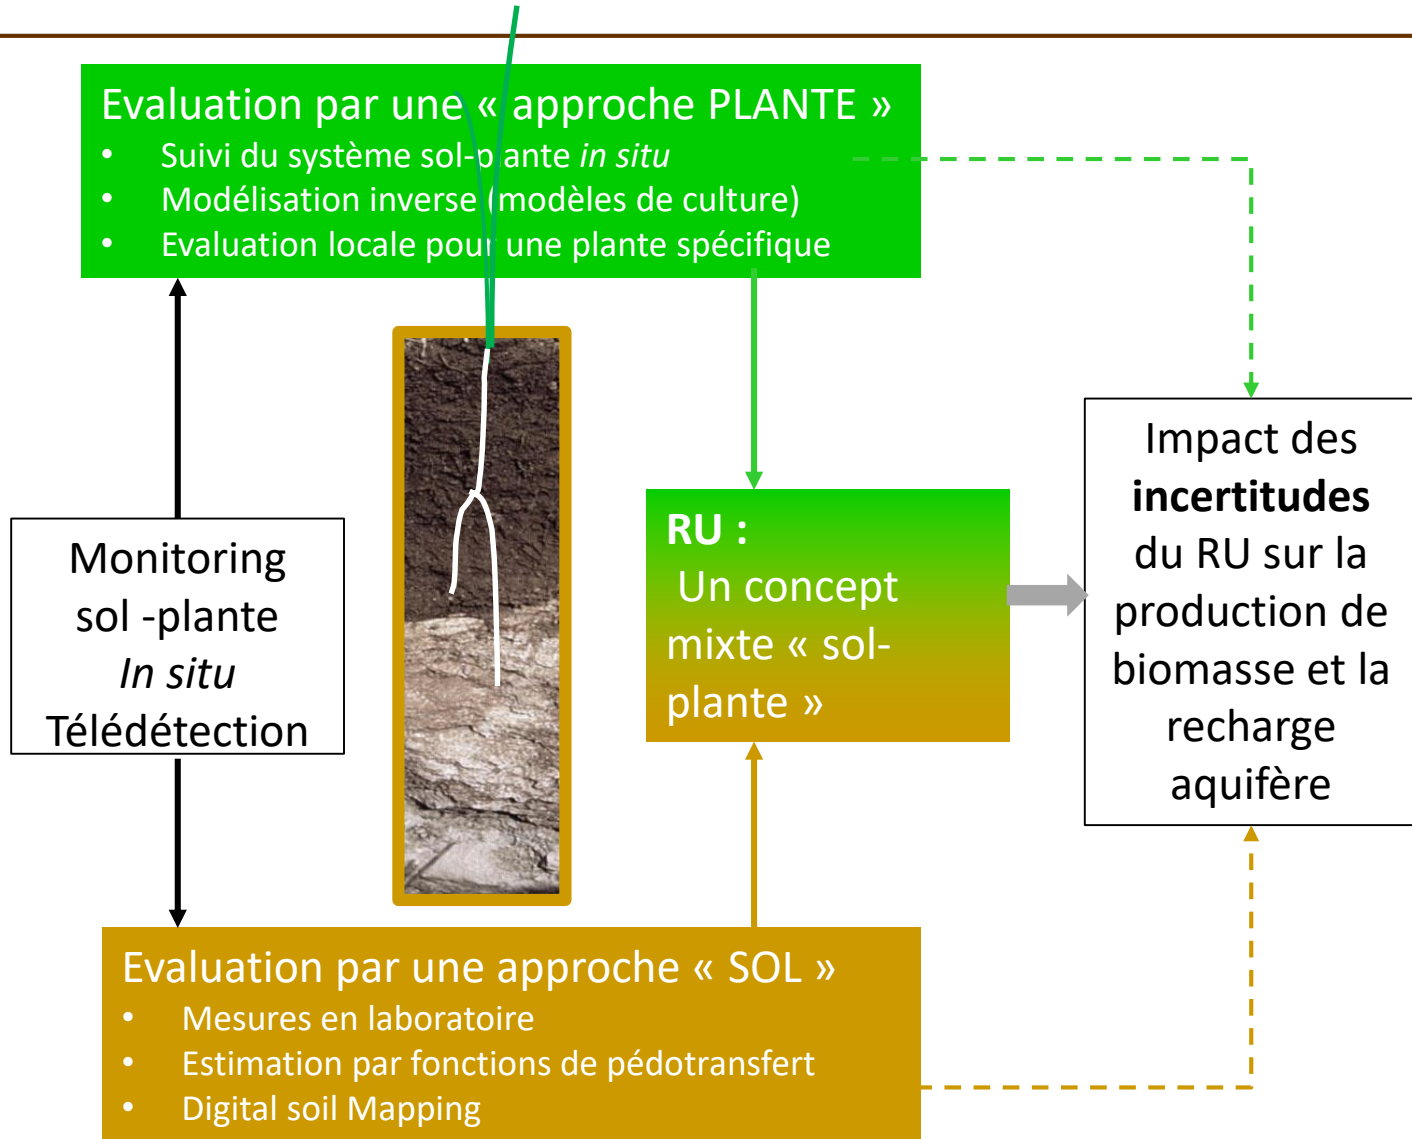 Evaluation par une « approche PLANTE »
• Suivi du système sol-plante in situ
• Modélisation inverse (modèles de culture)
• Evaluation locale pour une plante spécifique
Monitoring
sol -plante
In situ
Télédétection
RU :
Un concept
mixte « sol-
plante »
Impact des
incertitudes
du RU sur la
production de
biomasse et la
recharge
aquifère
Evaluation par une approche « SOL »
• Mesures en laboratoire
• Estimation par fonctions de pédotransfert
• Digital soil Mapping